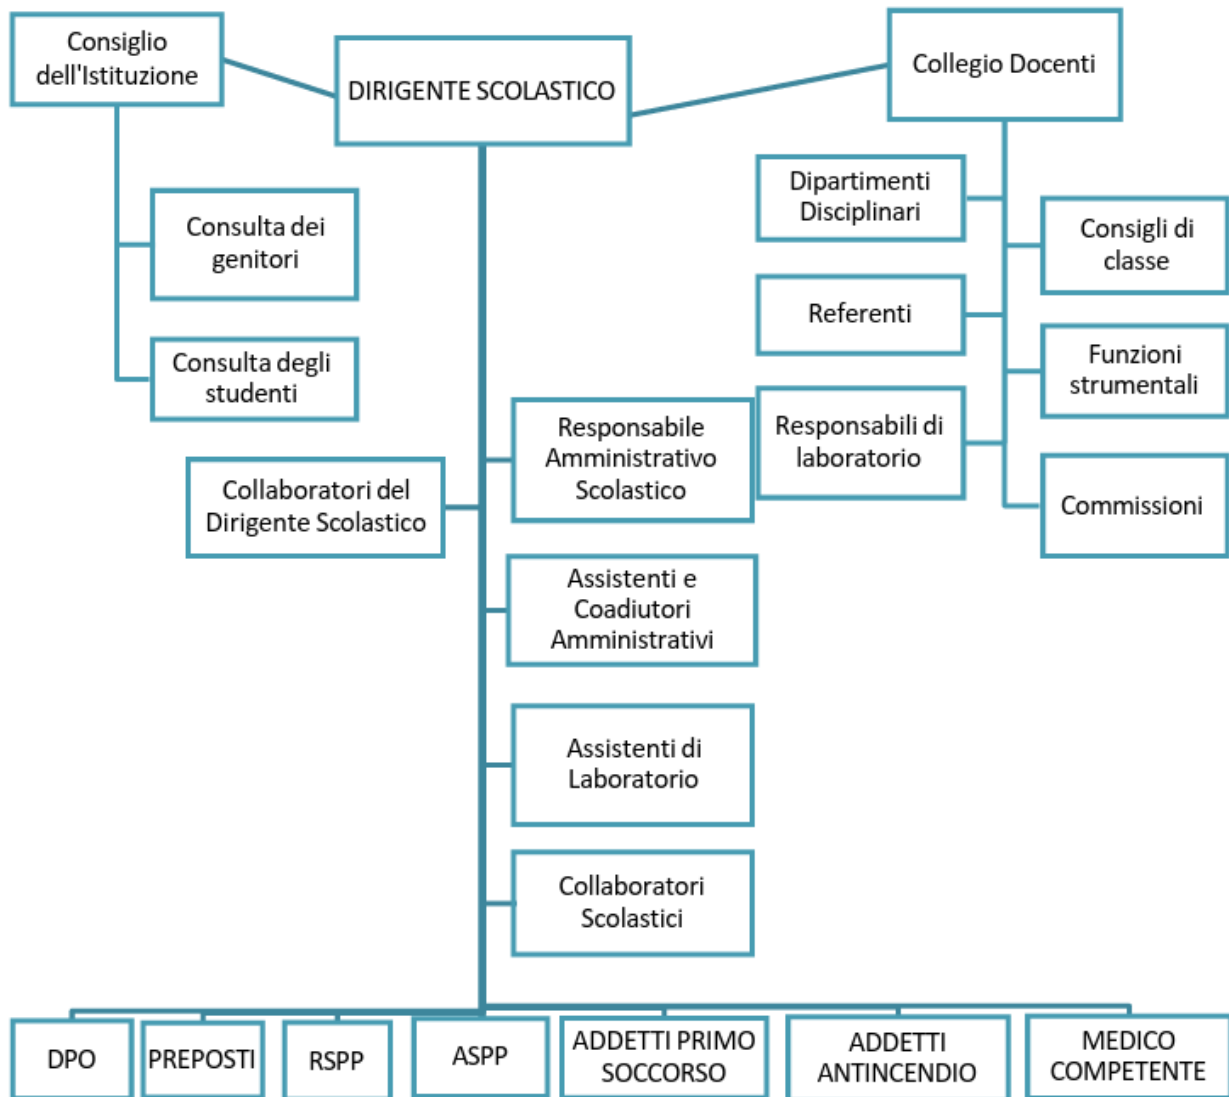 Consiglio
dell'Istituzione
DIRIGENTE SCOLASTICO
Collegio Docenti
Consulta dei
genitori
Consulta degli
studenti
Dipartimenti
Disciplinari
Consigli di
classe
Referenti
Funzioni
strumentali
Responsabili di
laboratorio
Commissioni
Responsabile
Amministrativo
Scolastico
Collaboratori del
Dirigente Scolastico
Assistenti e
Coadiutori
Amministrativi
Assistenti di
Laboratorio
Collaboratori
Scolastici
DPO
PREPOSTI
RSPP
ASPP
ADDETTI PRIMO
SOCCORSO
ADDETTI
ANTINCENDIO
MEDICO
COMPETENTE